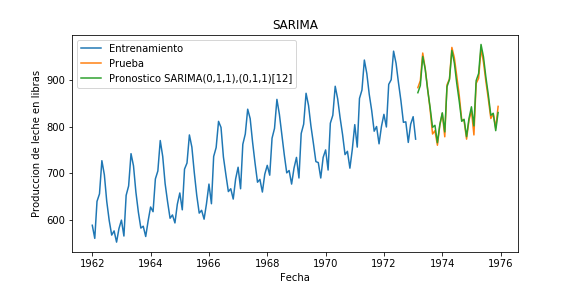 SARIMA
Entrenamiento
Prueba
Pronostico SARIMA(0,1,1),(0,1,1)[12]
Produccion de leche en libras
900
800
700
600
1962 1964 1966 1968 1970 1972 1974 1976
Fecha